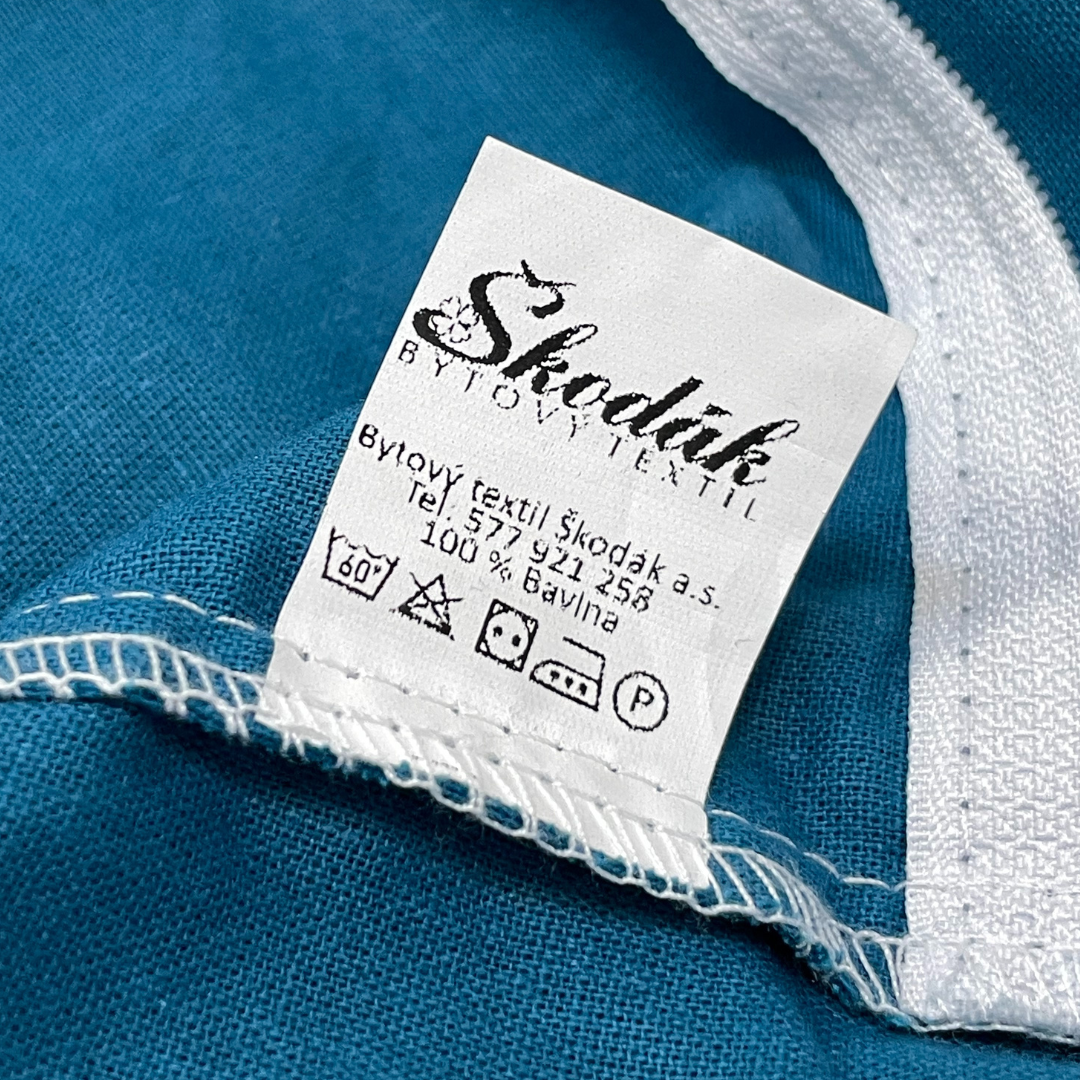 Škodák
BYTOVÝ TEXTIL
Bytový textil Škodák a.s.
Tel. 577 921 258
100 % Bavlna
60°
P